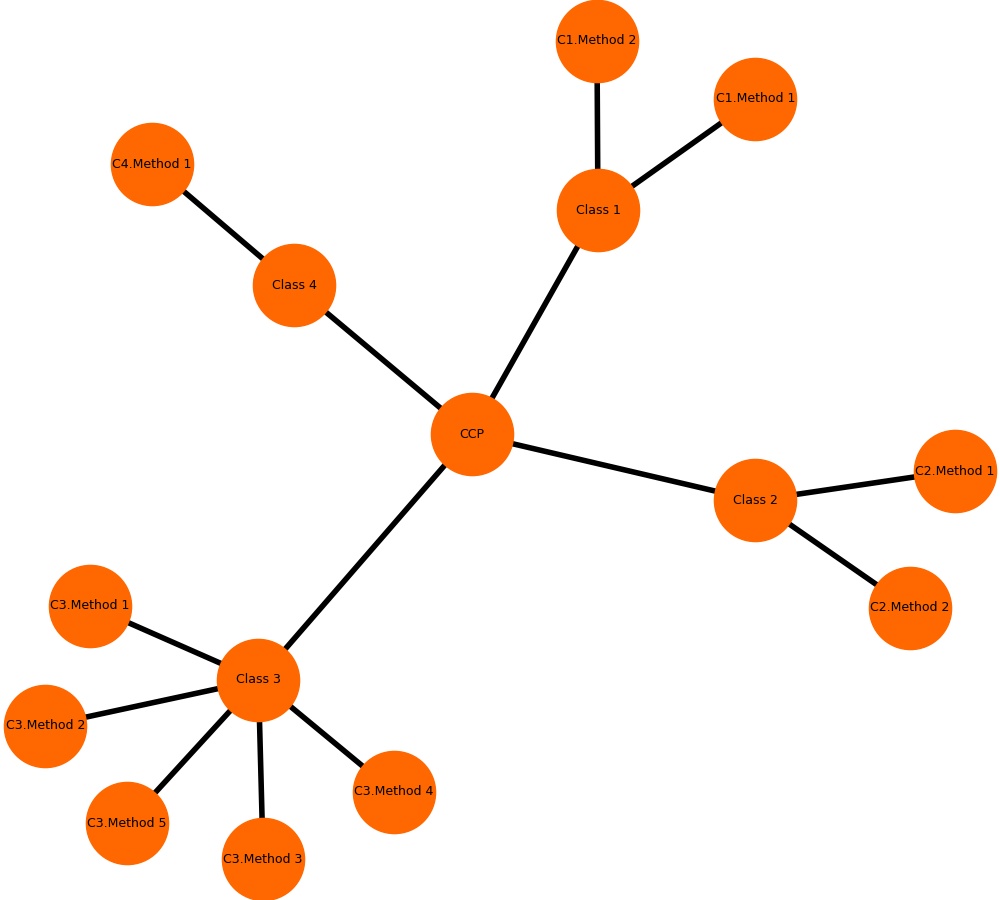 C1.Method 2
C1.Method 1
C4.Method 1
Class 1
Class 4
CCP
C2.Method 1
Class 2
C3.Method 1
C2.Method 2
Class 3
C3.Method 2
C3.Method 4
C3.Method 5
C3.Method 3